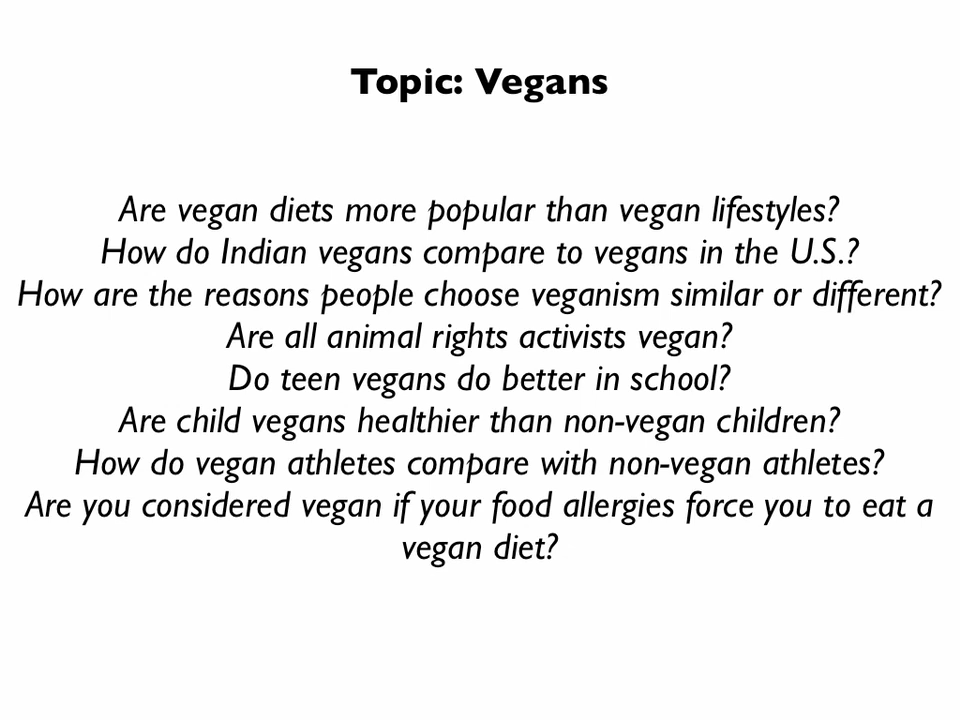 Topic: Vegans
Are vegan diets more popular than vegan lifestyles?
How do Indian vegans compare to vegans in the U.S.?
How are the reasons people choose veganism similar or different?
Are all animal rights activists vegan?
Do teen vegans do better in school?
Are child vegans healthier than non-vegan children?
How do vegan athletes compare with non-vegan athletes?
Are you considered vegan if your food allergies force you to eat a
vegan diet?